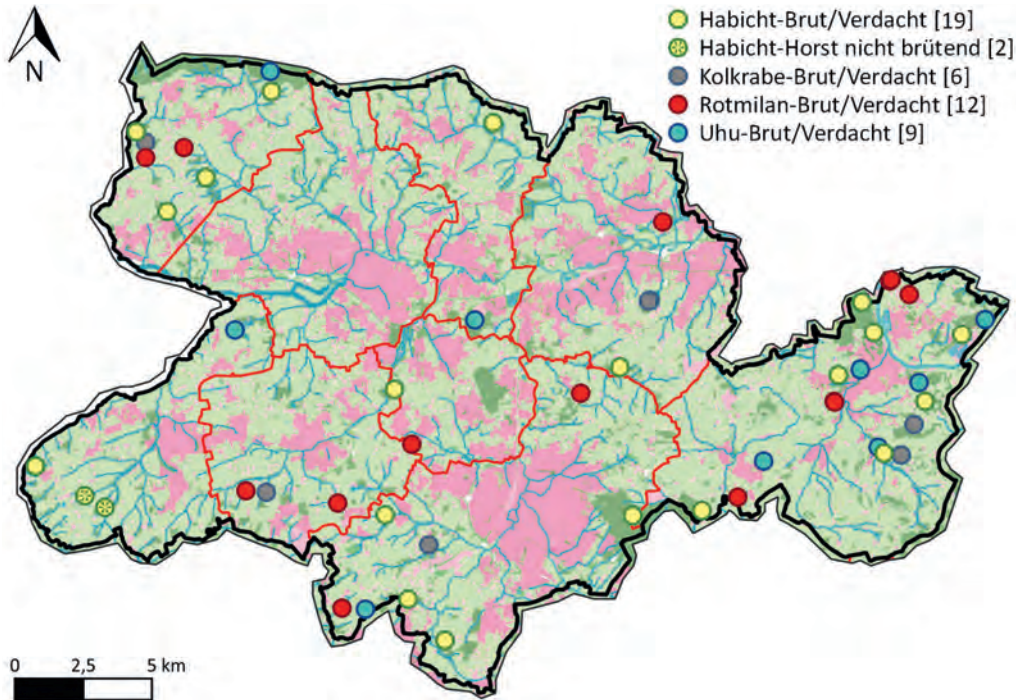 N
Habicht-Brut/Verdacht [19]
Habicht-Horst nicht brütend [2]
Kolkrabe-Brut/Verdacht [6]
Rotmilan-Brut/Verdacht [12]
Uhu-Brut/Verdacht [9]
0 2,5 5 km